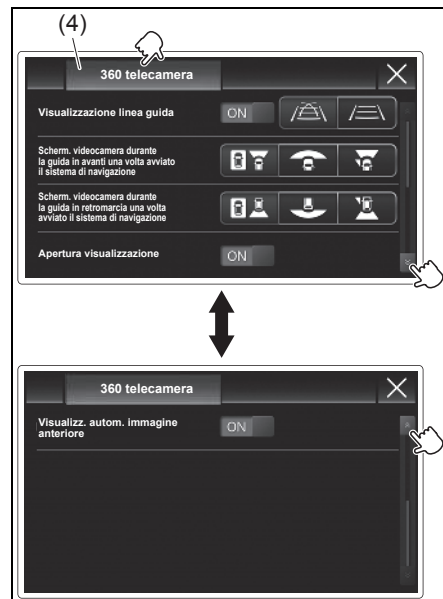 (4)
360 telecamera
Visualizzazione linea guida
ON
Scherm. videocamera durante
la guida in avanti una volta avviato
il sistema di navigazione
Scherm. videocamera durante
la guida in retromarcia una volta
avviato il sistema di navigazione
Apertura visualizzazione
ON
360 telecamera
Visualizz. autom. immagine
anteriore
ON